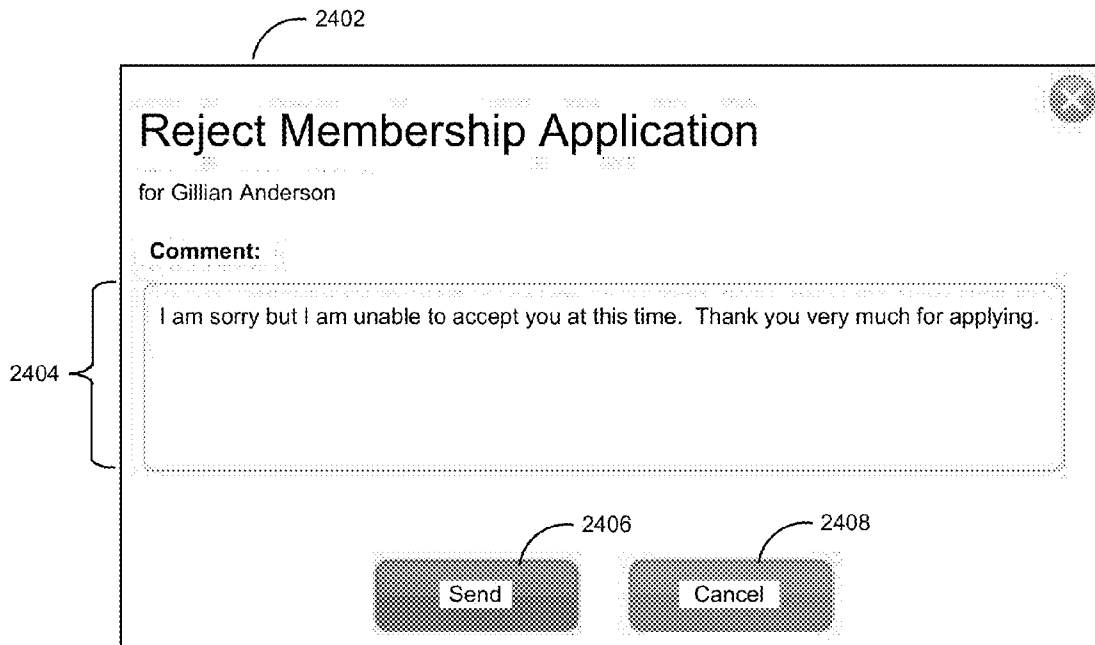 2402
Reject Membership Application
for Gillian Anderson
Comment:
I am sorry but I am unable to accept you at this time.  Thank you very much for applying.
2404
2406
2408
Send
Cancel